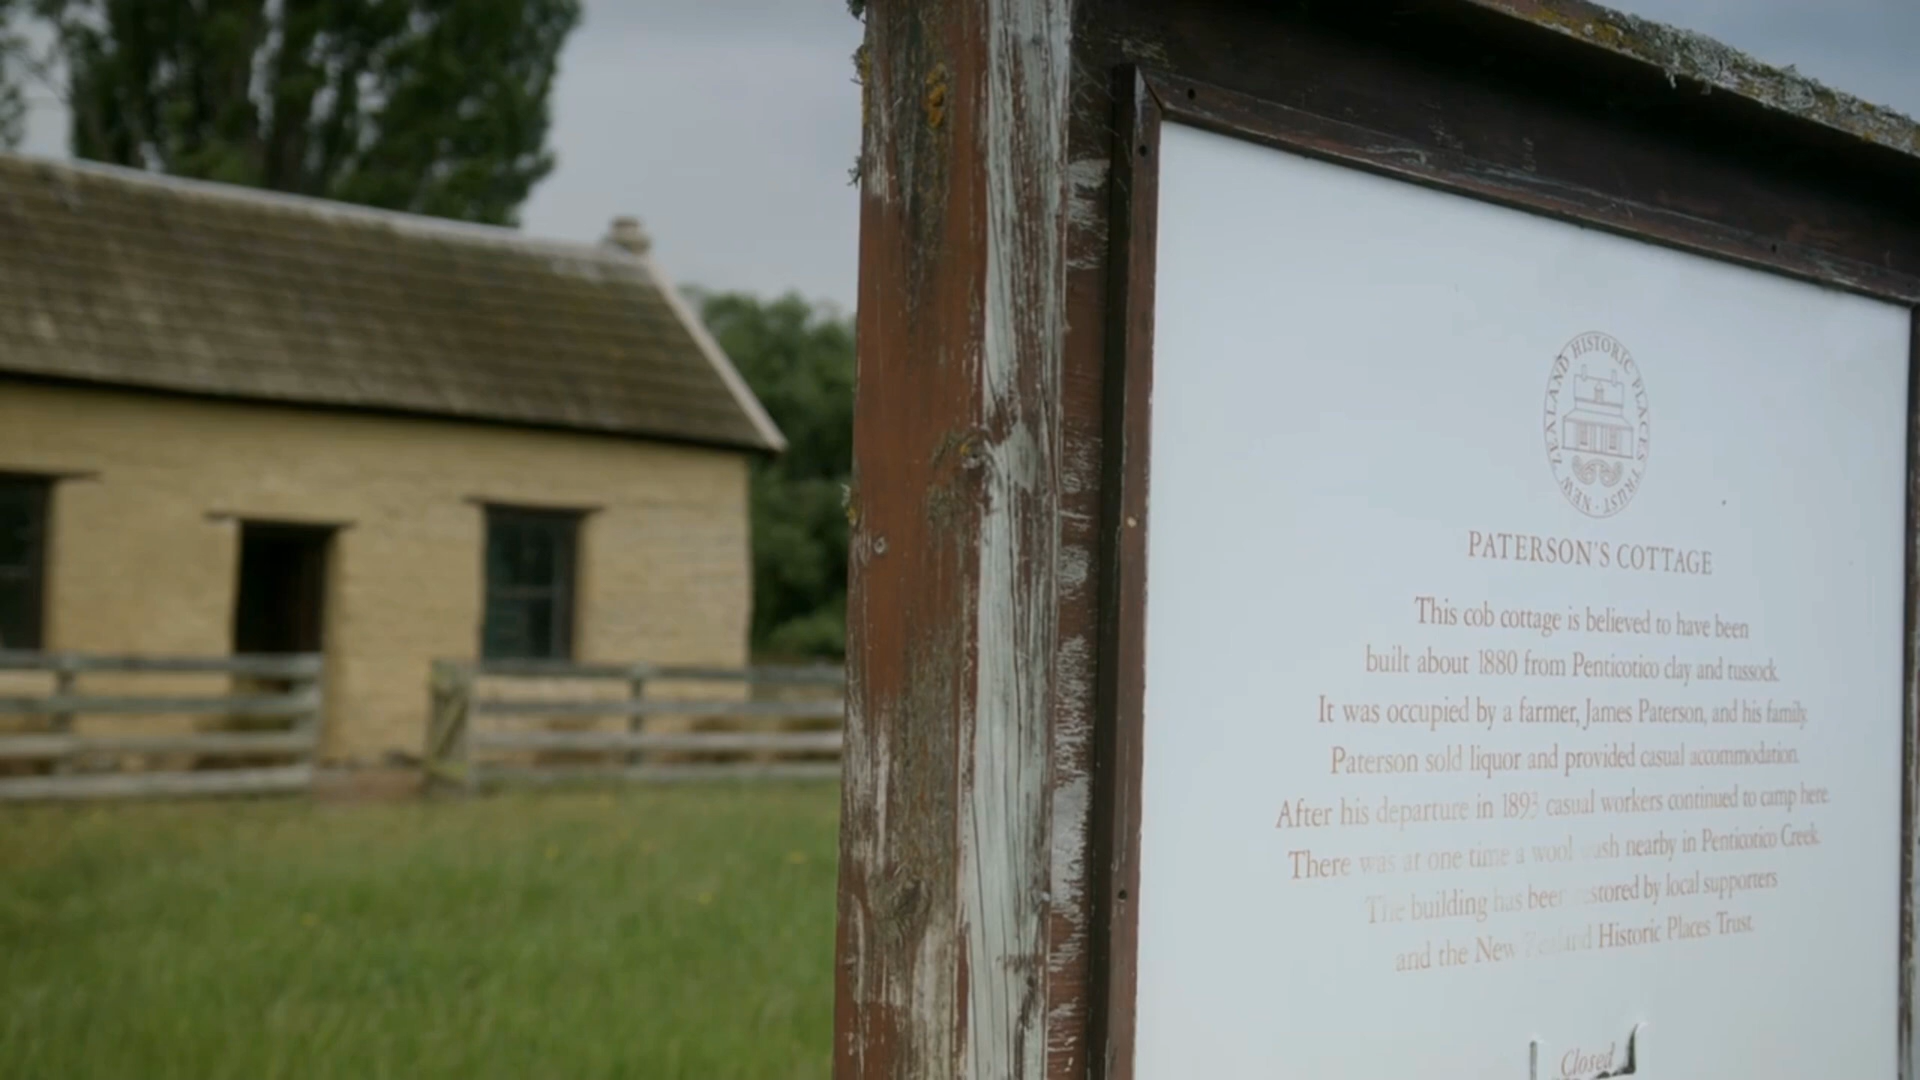 NEW ZEALAND HISTORIC PLACES TRUST
PATERSON'S COTTAGE
This cob cottage is believed to have been
built about 1880 from Penticotico clay and tussock.
It was occupied by a farmer, James Paterson, and his family.
Paterson sold liquor and provided casual accommodation.
After his departure in 1893 casual workers continued to camp here.
There was at one time a wool wash nearby in Penticotico Creek.
The building has been restored by local supporters
and the New Zealand Historic Places Trust.
Closed